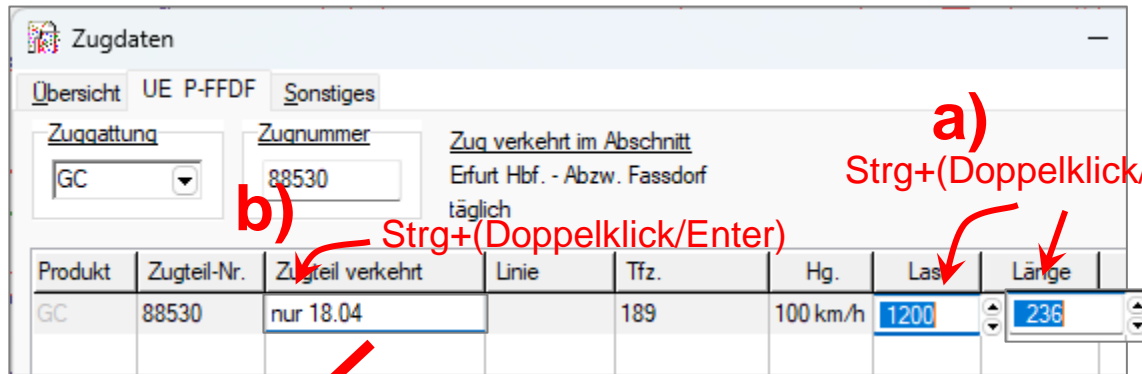 Zugdaten
Übersicht UE P-FFDF Sonstiges
Zuggattung Zugnummer Zug verkehrt im Abschnitt a)
GC 88530 Erfurt Hbf. - Abzw. Fassdorf Strg+(Doppelklick/
b) täglich
Strg+(Doppelklick/Enter)
Produkt Zugteil-Nr. Zugteil verkehrt Linie Tfz. Hg. Last Länge
GC 88530 nur 18.04 189 100 km/h 1200 236